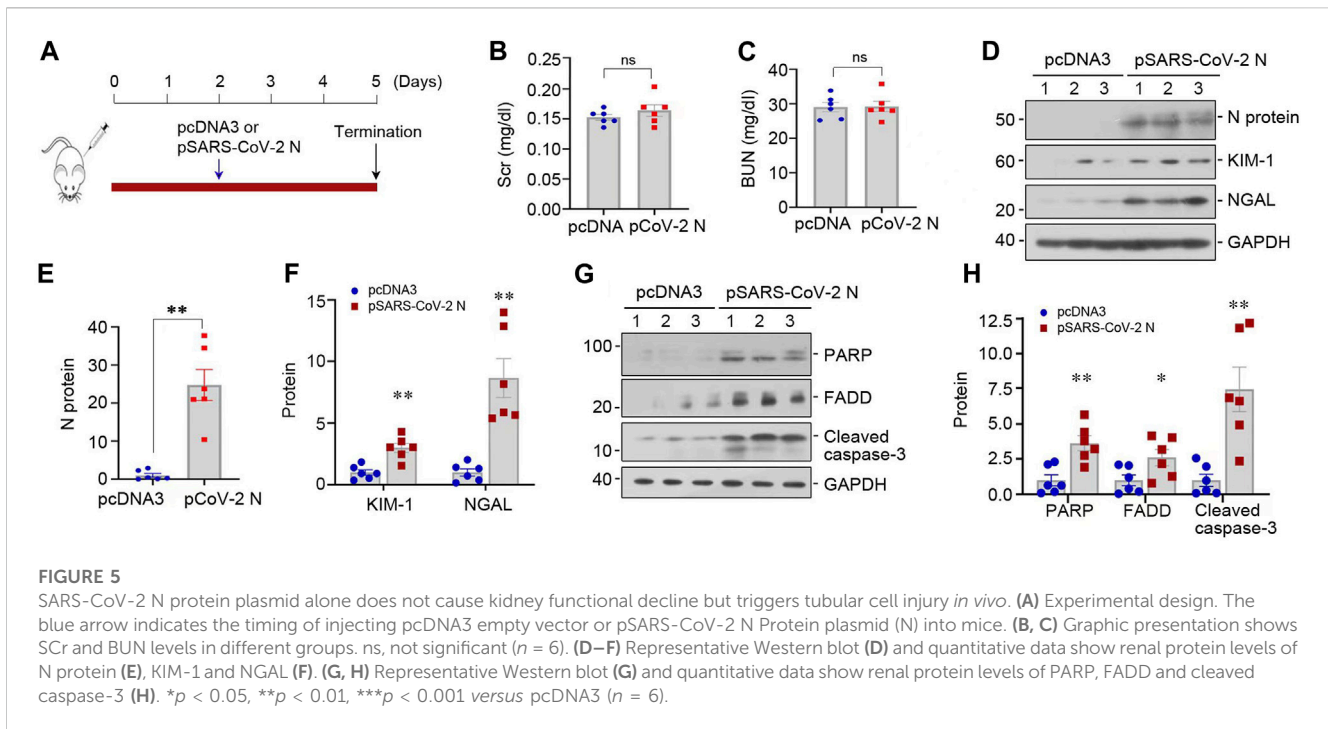 A
0 1 2 3 4 5 (Days)
pcDNA3 or
pSARS-CoV-2 N
Termination
B
ns
Scr (mg/dl)
0.25
0.20
0.15
0.10
0.05
0.00
pcDNA pCoV-2 N
C
ns
BUN (mg/dl)
40
30
20
10
0
pcDNA pCoV-2 N
D
pcDNA3 pSARS-CoV-2 N
1 2 3 1 2 3
50 - - N protein
60 - - KIM-1
20 - - NGAL
40 - - GAPDH
E
**
N protein
50
40
30
20
10
0
pcDNA3 pCoV-2 N
F
pcDNA3
pSARS-CoV-2 N
Protein
15
10
5
0
** **
KIM-1 NGAL
G
pcDNA3 pSARS-CoV-2 N
1 2 3 1 2 3
100 - - PARP
20 - - FADD
10 - - Cleaved
caspase-3
40 - - GAPDH
H
pcDNA3
pSARS-CoV-2 N
Protein
12.5
10.0
7.5
5.0
2.5
0.0
** * **
PARP FADD Cleaved
caspase-3
FIGURE 5
SARS-CoV-2 N protein plasmid alone does not cause kidney functional decline but triggers tubular cell injury in vivo. (A) Experimental design. The
blue arrow indicates the timing of injecting pcDNA3 empty vector or pSARS-CoV-2 N Protein plasmid (N) into mice. (B, C) Graphic presentation shows
SCr and BUN levels in different groups. ns, not significant (n = 6). (D–F) Representative Western blot (D) and quantitative data show renal protein levels of
N protein (E), KIM-1 and NGAL (F). (G, H) Representative Western blot (G) and quantitative data show renal protein levels of PARP, FADD and cleaved
caspase-3 (H). *p < 0.05, **p < 0.01, ***p < 0.001 versus pcDNA3 (n = 6).